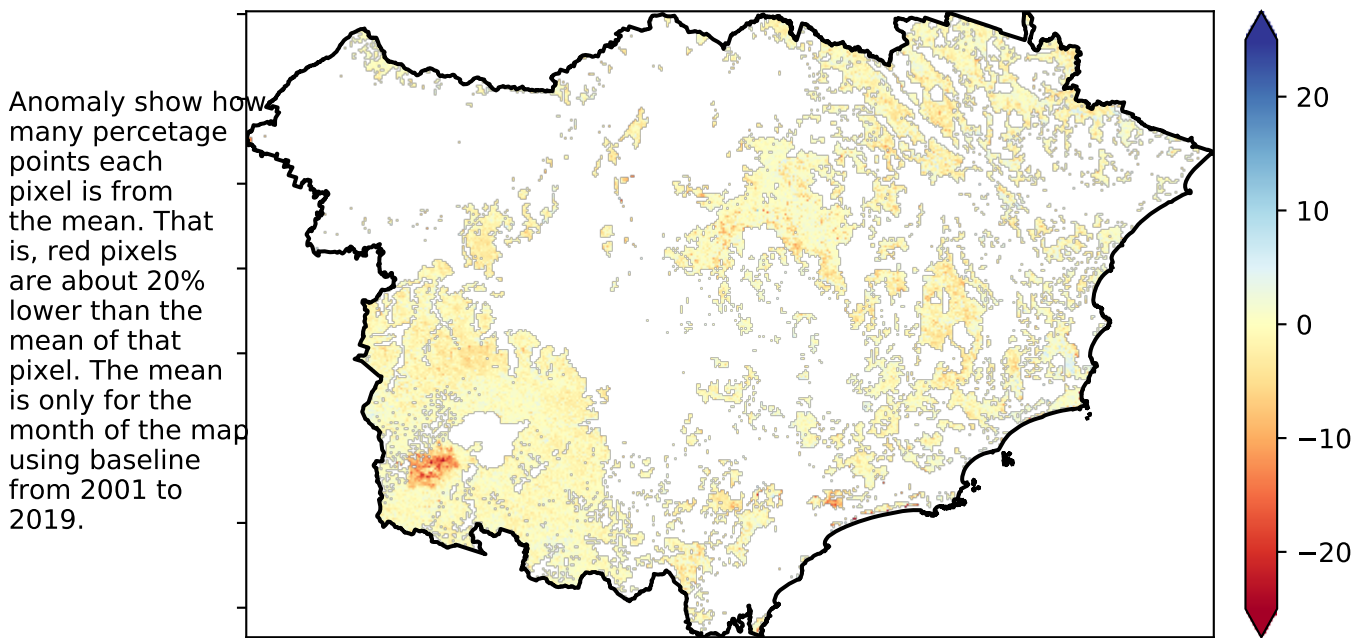 Anomaly show how
many percetage
points each
pixel is from
the mean. That
is, red pixels
are about 20%
lower than the
mean of that
pixel. The mean
is only for the
month of the map
using baseline
from 2001 to
2019.
20
10
0
−10
−20